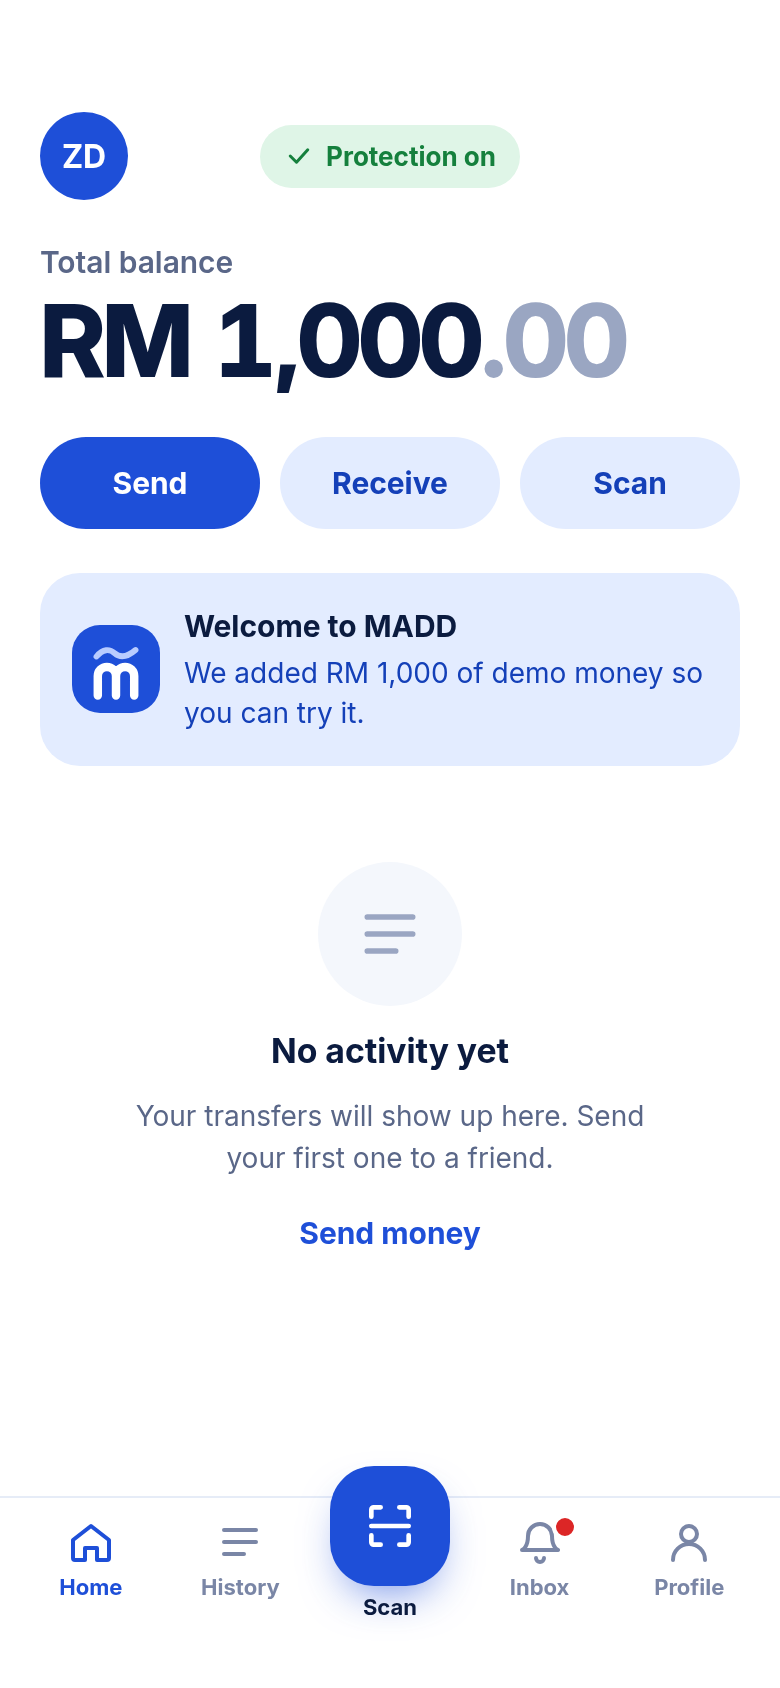 ZD
Protection on
Total balance
RM 1,000.00
Send
Receive
Scan
Welcome to MADD
We added RM 1,000 of demo money so
you can try it.
No activity yet
Your transfers will show up here. Send
your first one to a friend.
Send money
Home
History
Scan
Inbox
Profile